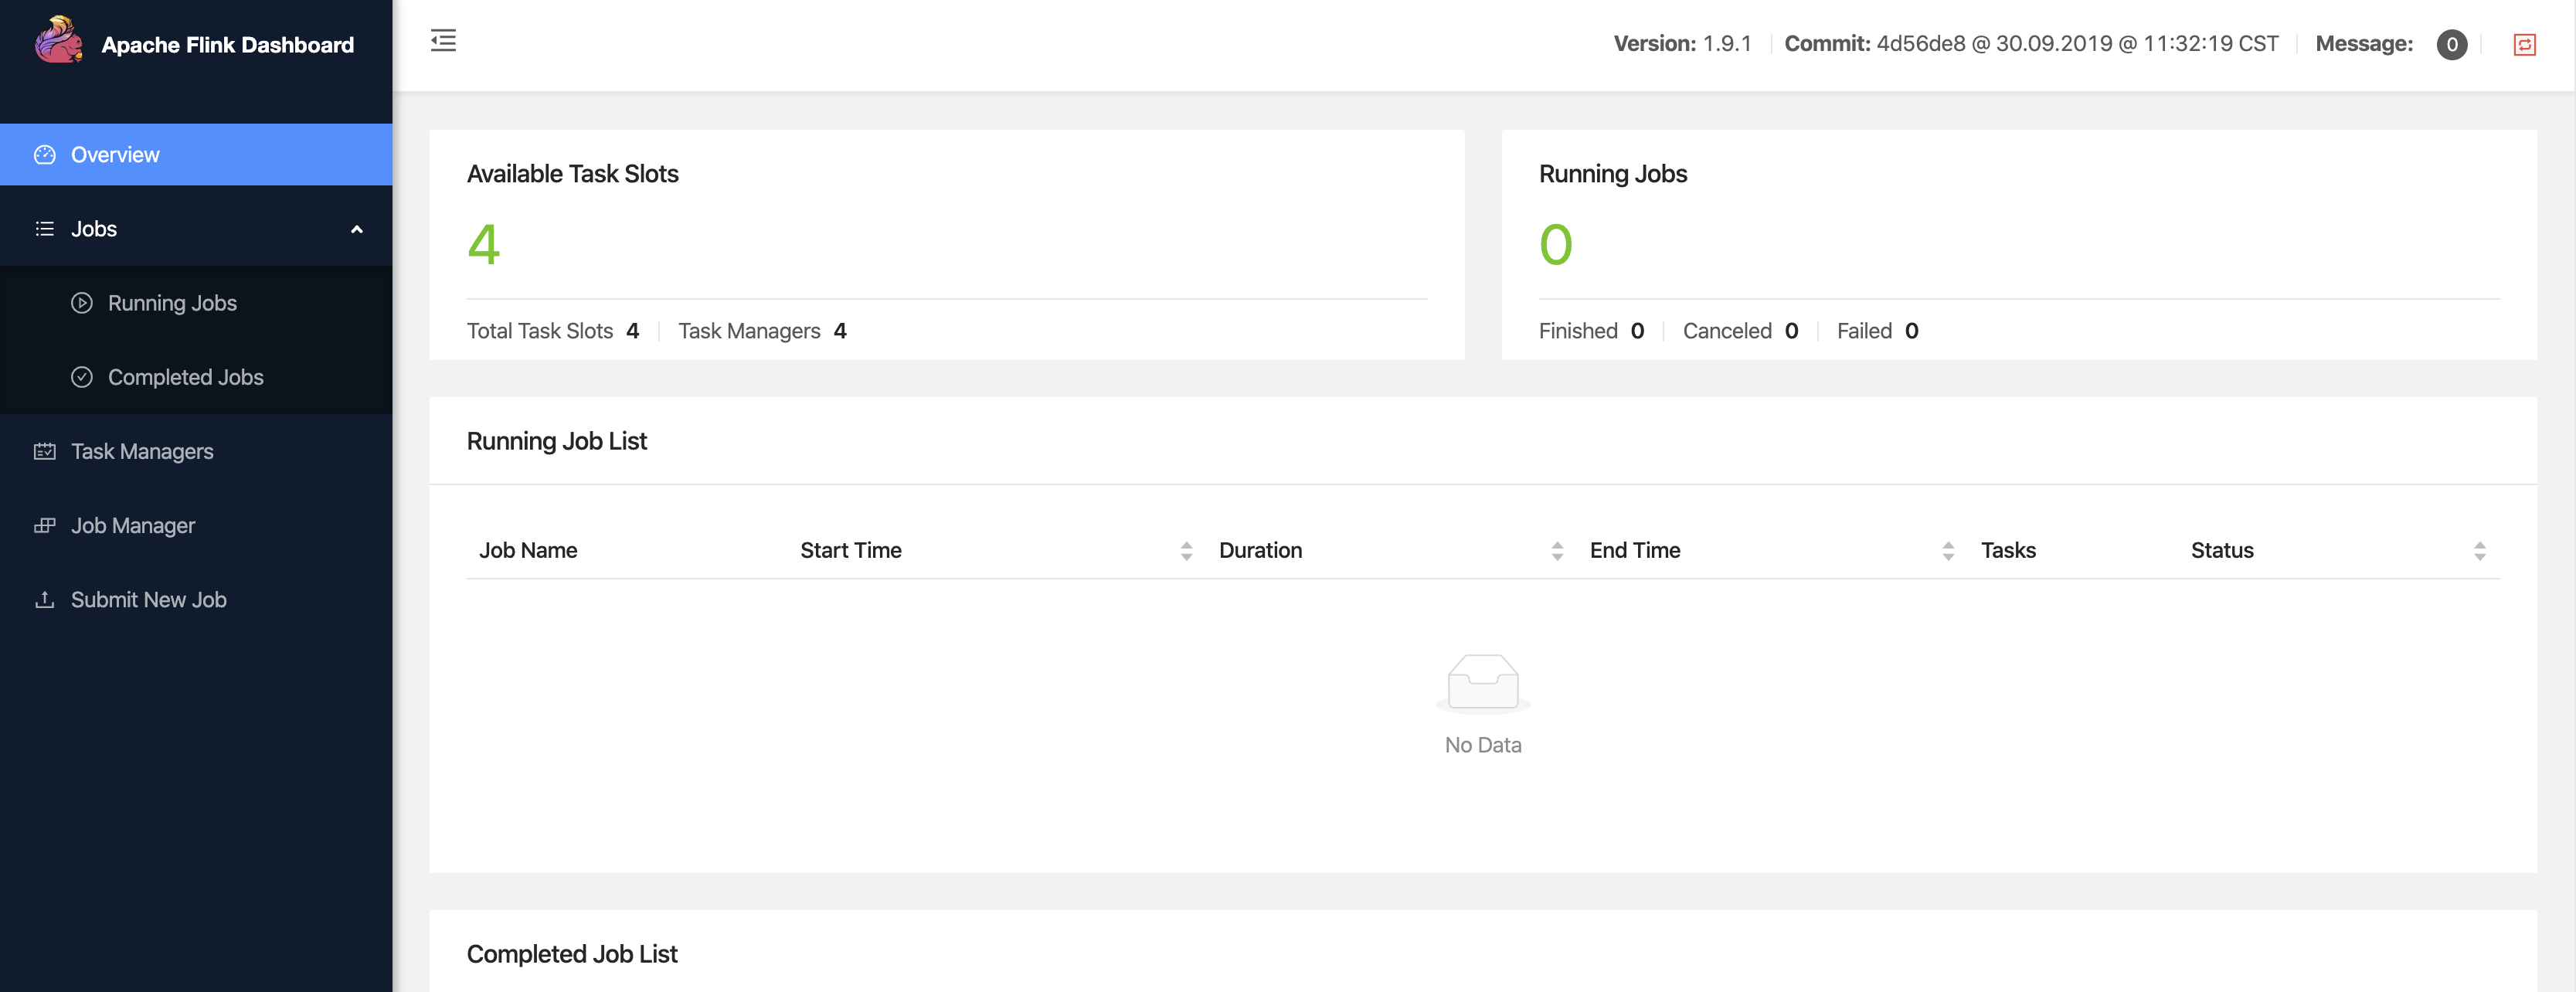 Apache Flink Dashboard
Version: 1.9.1 Commit: 4d56de8 @ 30.09.2019 @ 11:32:19 CST Message: 0
Overview
Jobs
Running Jobs
Completed Jobs
Task Managers
Job Manager
Submit New Job
Available Task Slots
4
Total Task Slots 4 Task Managers 4
Running Jobs
0
Finished 0 Canceled 0 Failed 0
Running Job List
Job Name Start Time Duration End Time Tasks Status
No Data
Completed Job List